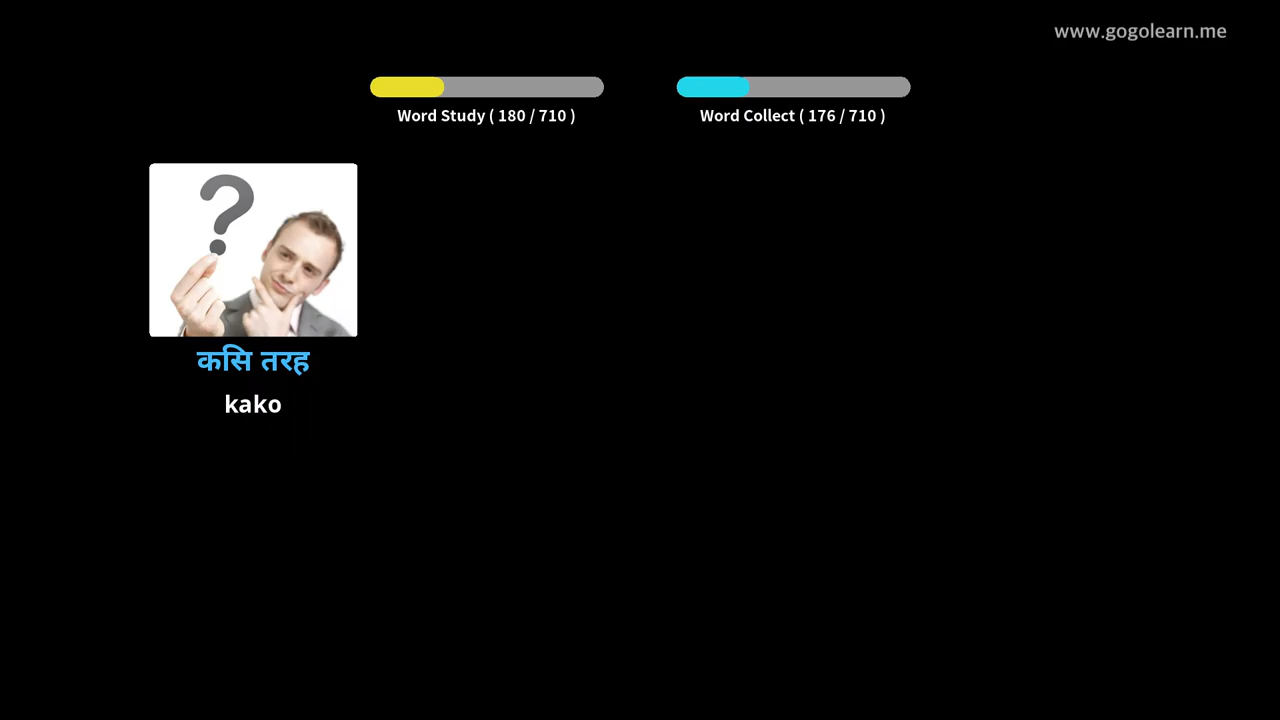 www.gogolearn.me
Word Study ( 180 / 710 )
Word Collect ( 176 / 710 )
?
कसि तरह
kako